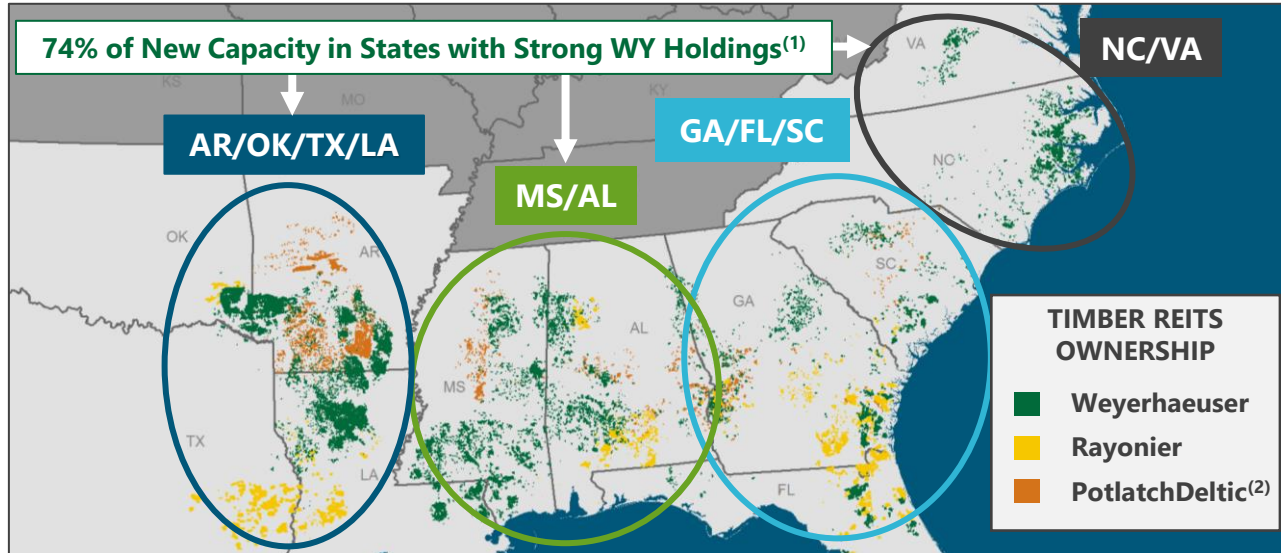 74% of New Capacity in States with Strong WY Holdings(1)
NC/VA
VA
KS
MO
KY
AR/OK/TX/LA
GA/FL/SC
NC
MS/AL
OK
AR
SC
GA
AL
MS
TX
LA
FL
TIMBER REITS
OWNERSHIP
Weyerhaeuser
Rayonier
PotlatchDeltic(2)